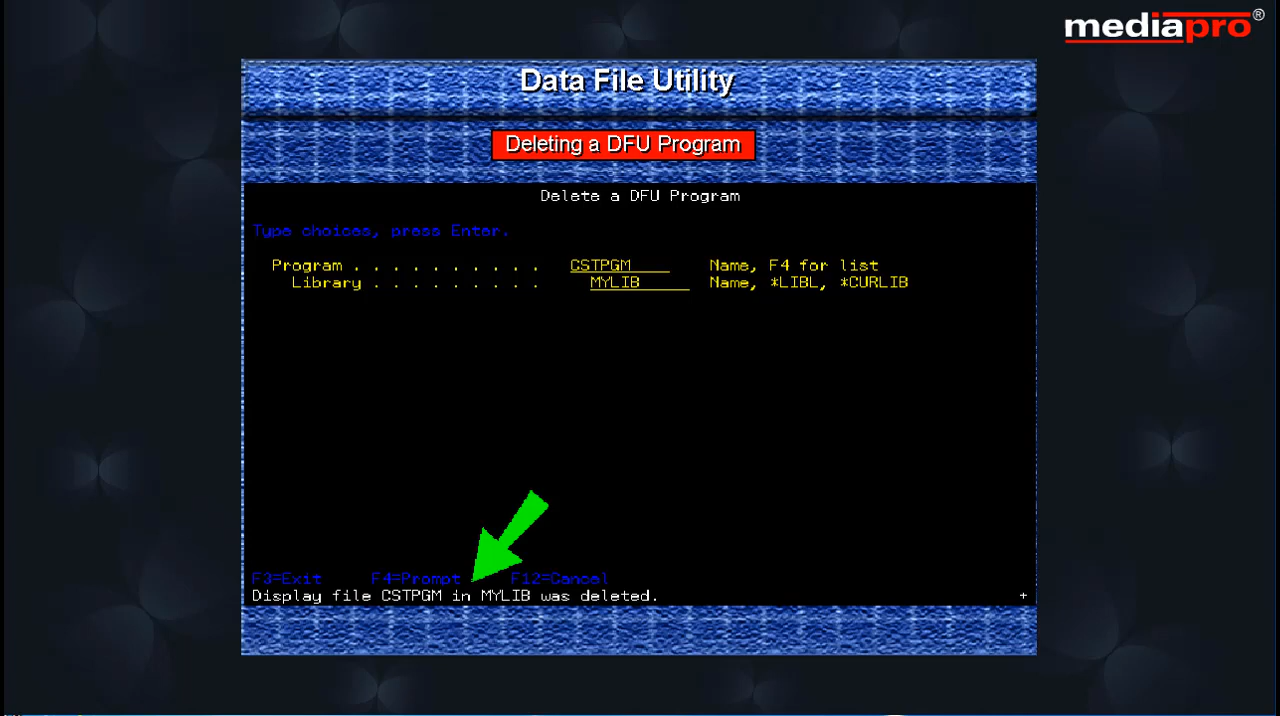 mediapro®
Data File Utility
Deleting a DFU Program
Delete a DFU Program
Type choices, press Enter.
Program . . . . . . . . . . CSTPGM Name, F4 for list
Library . . . . . . . . . MYLIB Name, *LIBL, *CURLIB
F3=Exit F4=Prompt F12=Cancel
Display file CSTPGM in MYLIB was deleted. +